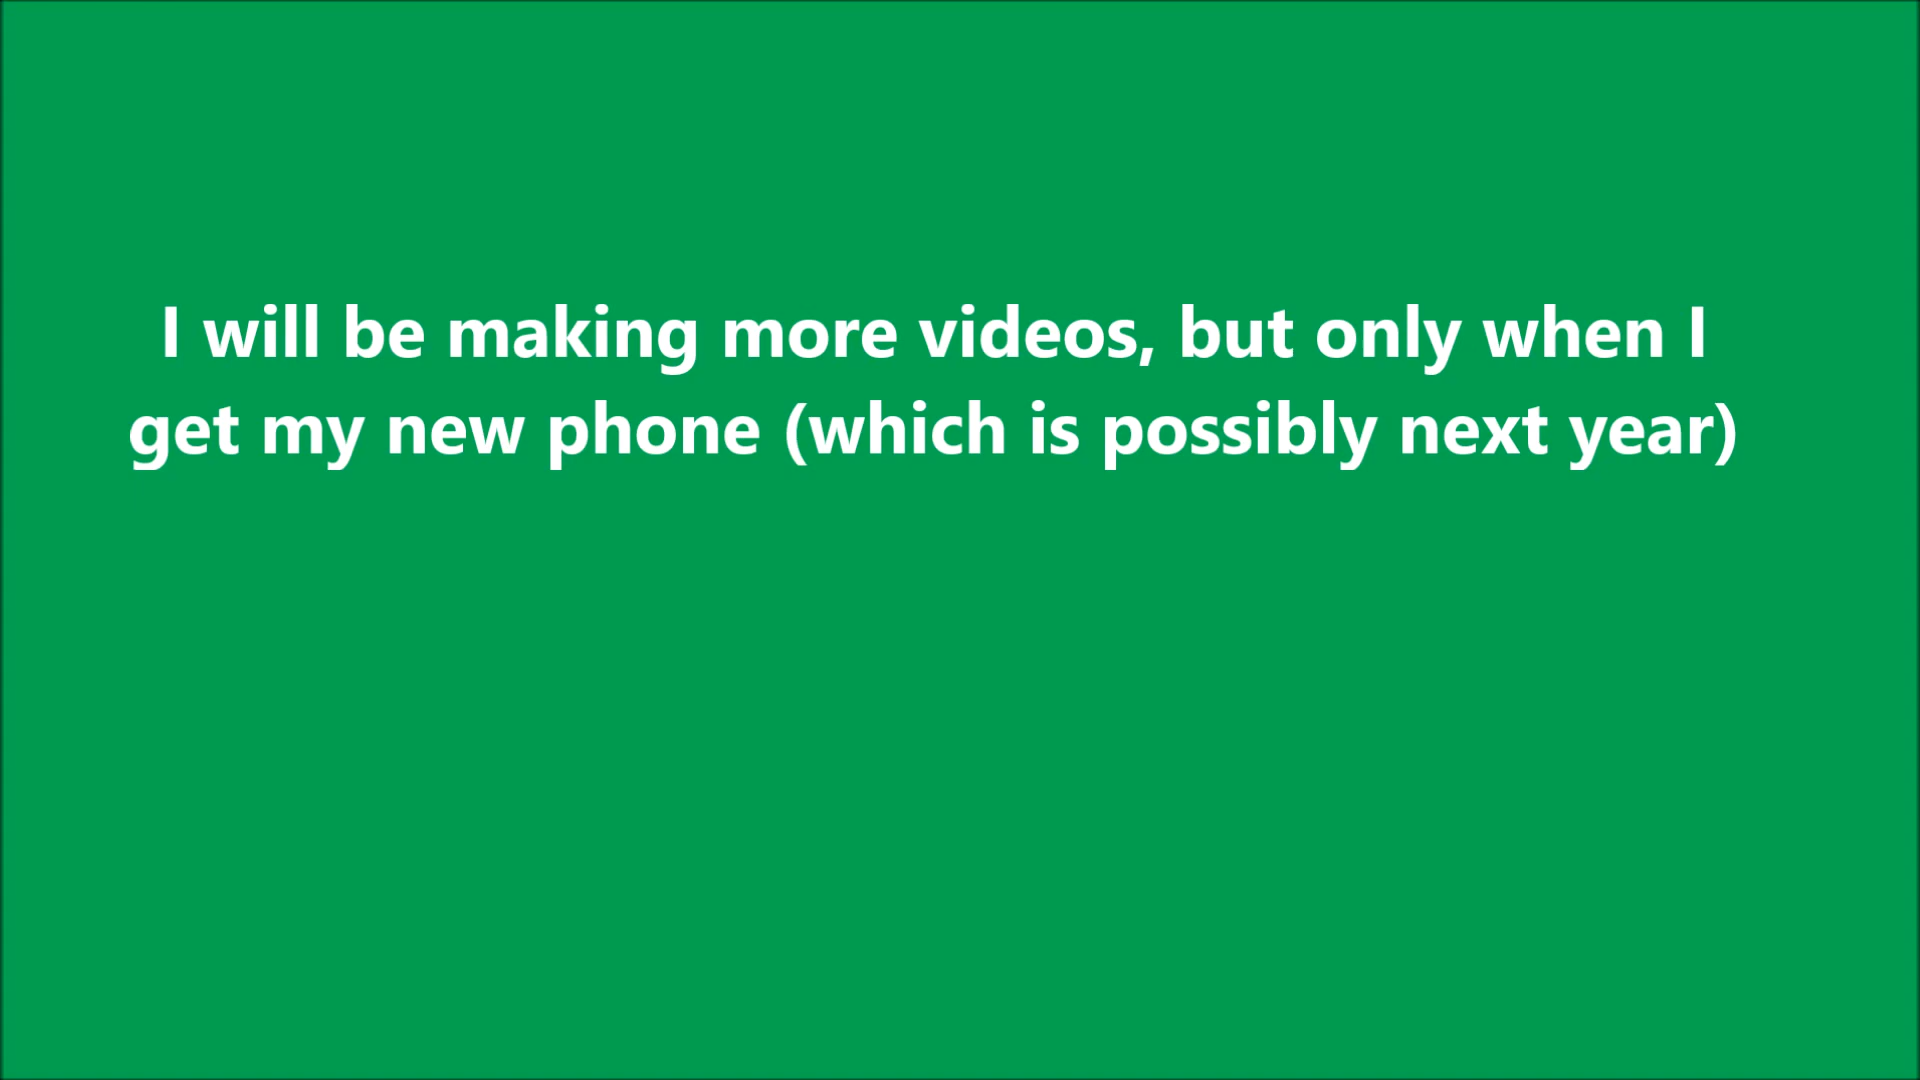 I will be making more videos, but only when I
get my new phone (which is possibly next year)